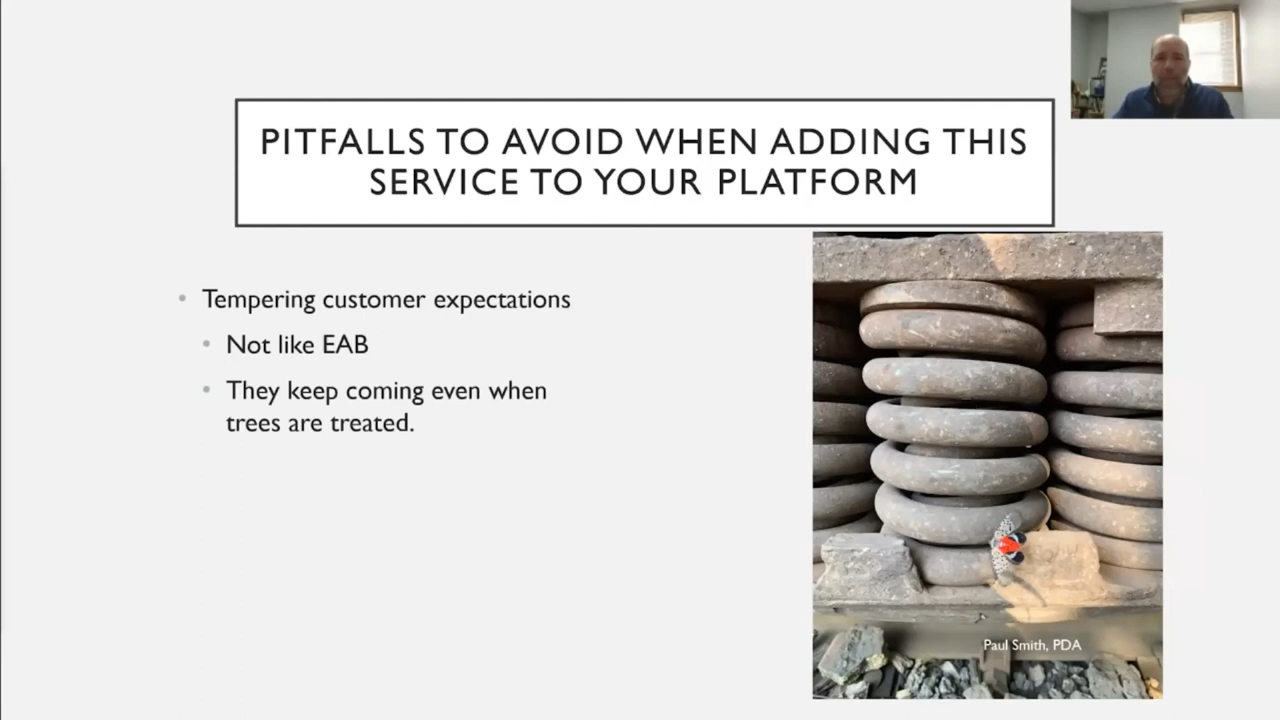 PITFALLS TO AVOID WHEN ADDING THIS
SERVICE TO YOUR PLATFORM
• Tempering customer expectations
• Not like EAB
• They keep coming even when
trees are treated.
Paul Smith, PDA